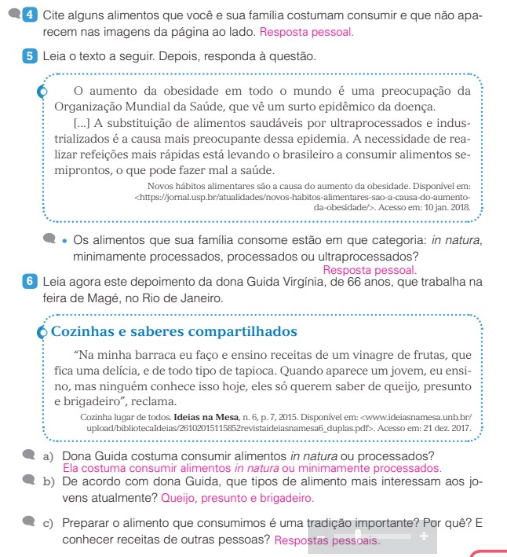 4 Cite alguns alimentos que você e sua família costumam consumir e que não apa-
recem nas imagens da página ao lado. Resposta pessoal.
5 Leia o texto a seguir. Depois, responda à questão.
O aumento da obesidade em todo o mundo é uma preocupação da
Organização Mundial da Saúde, que vê um surto epidêmico da doença.
[...] A substituição de alimentos saudáveis por ultraprocessados e indus-
trializados é a causa mais preocupante dessa epidemia. A necessidade de rea-
lizar refeições mais rápidas está levando o brasileiro a consumir alimentos se-
miprontos, o que pode fazer mal a saúde.
Novos hábitos alimentares são a causa do aumento da obesidade. Disponível em:
<https://jornal.usp.br/atualidades/novos-habitos-alimentares-sao-a-causa-do-aumento-
da-obesidade/>. Acesso em: 10 jan. 2018.
• Os alimentos que sua família consome estão em que categoria: in natura,
minimamente processados, processados ou ultraprocessados?
Resposta pessoal.
6 Leia agora este depoimento da dona Guida Virgínia, de 66 anos, que trabalha na
feira de Magé, no Rio de Janeiro.
Cozinhas e saberes compartilhados
"Na minha barraca eu faço e ensino receitas de um vinagre de frutas, que
fica uma delícia, e de todo tipo de tapioca. Quando aparece um jovem, eu ensi-
no, mas ninguém conhece isso hoje, eles só querem saber de queijo, presunto
e brigadeiro", reclama.
Cozinha lugar de todos. Ideias na Mesa, n. 6, p. 7, 2015. Disponível em: <www.ideiasnamesa.unb.br/
upload/bibliotecaIdeias/26102015115852revistaideiasnamesa6_duplas.pdf>. Acesso em: 21 dez. 2017.
a) Dona Guida costuma consumir alimentos in natura ou processados?
Ela costuma consumir alimentos in natura ou minimamente processados.
b) De acordo com dona Guida, que tipos de alimento mais interessam aos jo-
vens atualmente? Queijo, presunto e brigadeiro.
c) Preparar o alimento que consumimos é uma tradição importante? Por quê? E
conhecer receitas de outras pessoas? Respostas pessoais.